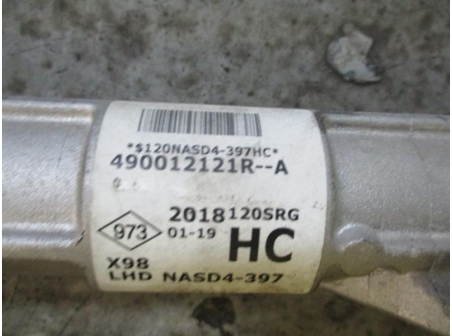 *$120NASD4-397HC*
490012121R--A
2018120SRG
973 01-19 HC
X98
LHD NASD4-397